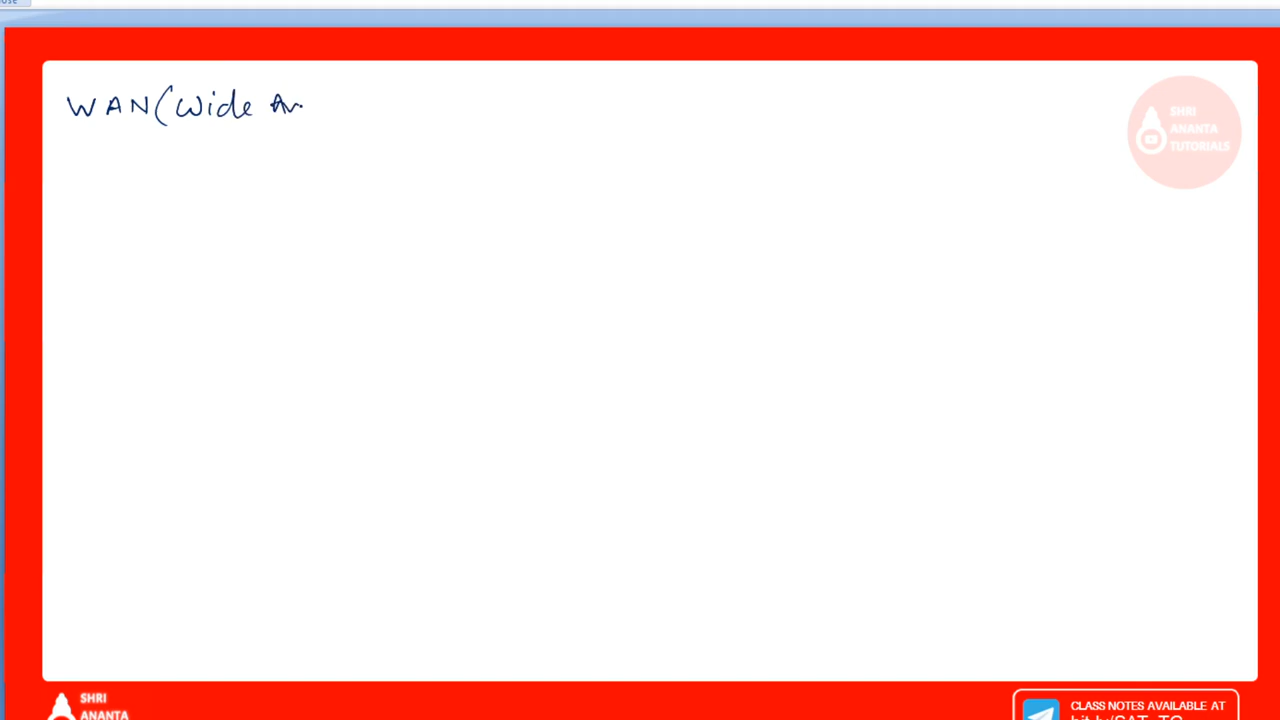 WAN(Wide Ar
SHRI
ANANTA
TUTORIALS
SHRI
ANANTA
CLASS NOTES AVAILABLE AT